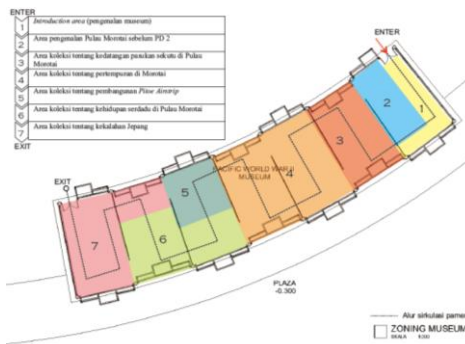 ENTER
1 Introduction area (pengenalan museum)
2 Area pengenalan Pulau Morotai sebelum PD 2
3 Area koleksi tentang kedatangan pasukan sekutu di Pulau
Morotai
4 Area koleksi tentang pertempuran di Morotai
5 Area koleksi tentang pembangunan Pitoe Airstrip
6 Area koleksi tentang kehidupan serdadu di Pulau Morotai
7 Area koleksi tentang kekalahan Jepang
EXIT
ENTER
1
2
3
4
PACIFIC WORLD WAR II
MUSEUM
5
6
7
EXIT
PLAZA
-0.300
Alur sirkulasi pamer
ZONING MUSEUM
SKALA